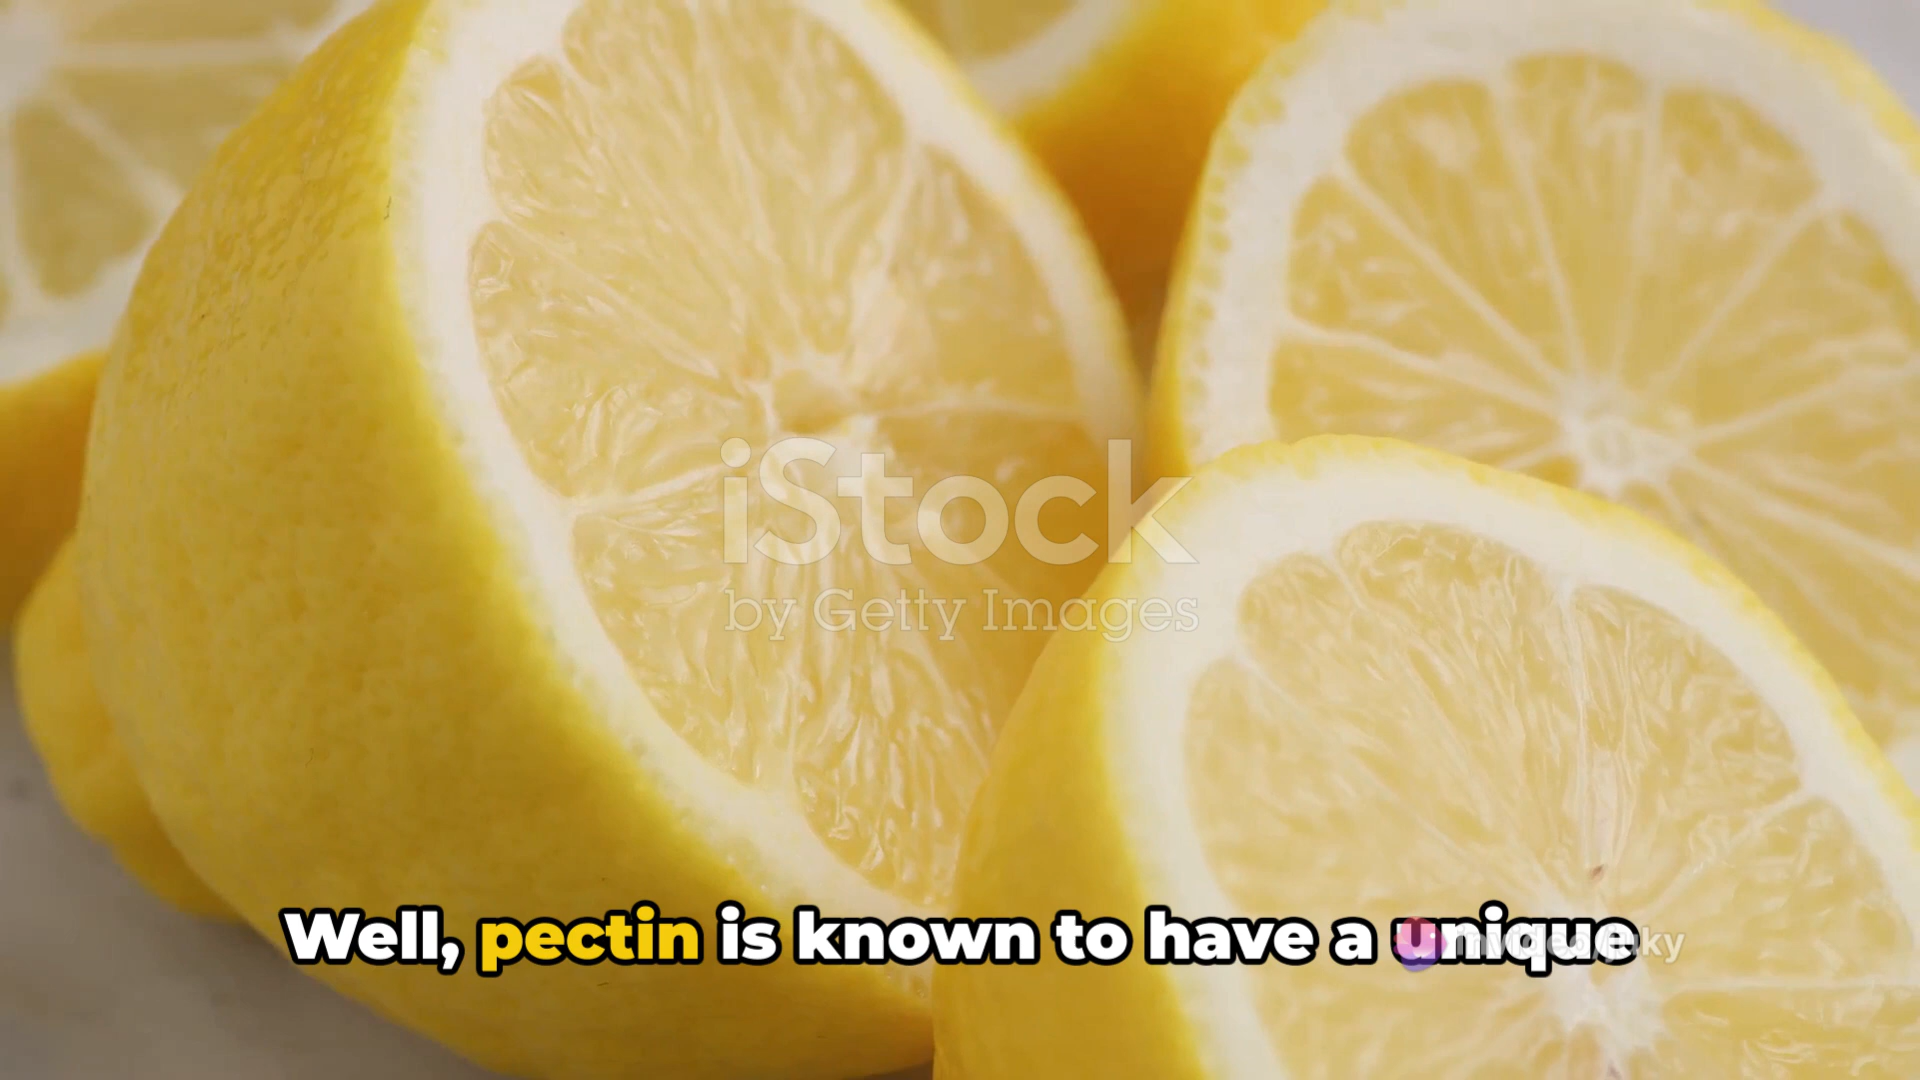 iStock
by Getty Images
Well, pectin is known to have a unique